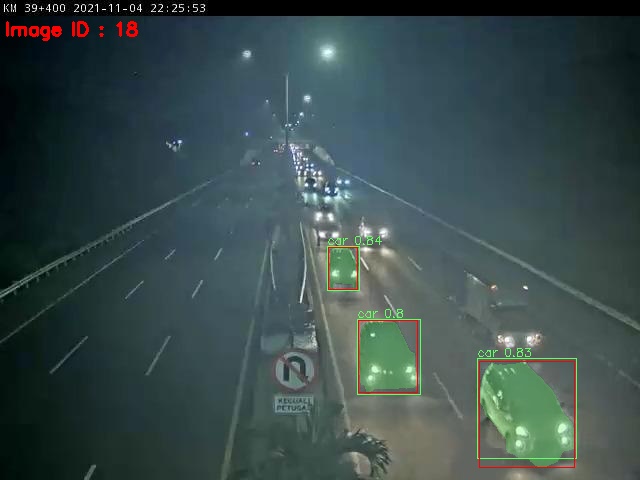 KM 39+400 2021-11-04 22:25:53
Image ID : 18
car 0.84
car 0.8
car 0.83
KECUALI
PETUGAS